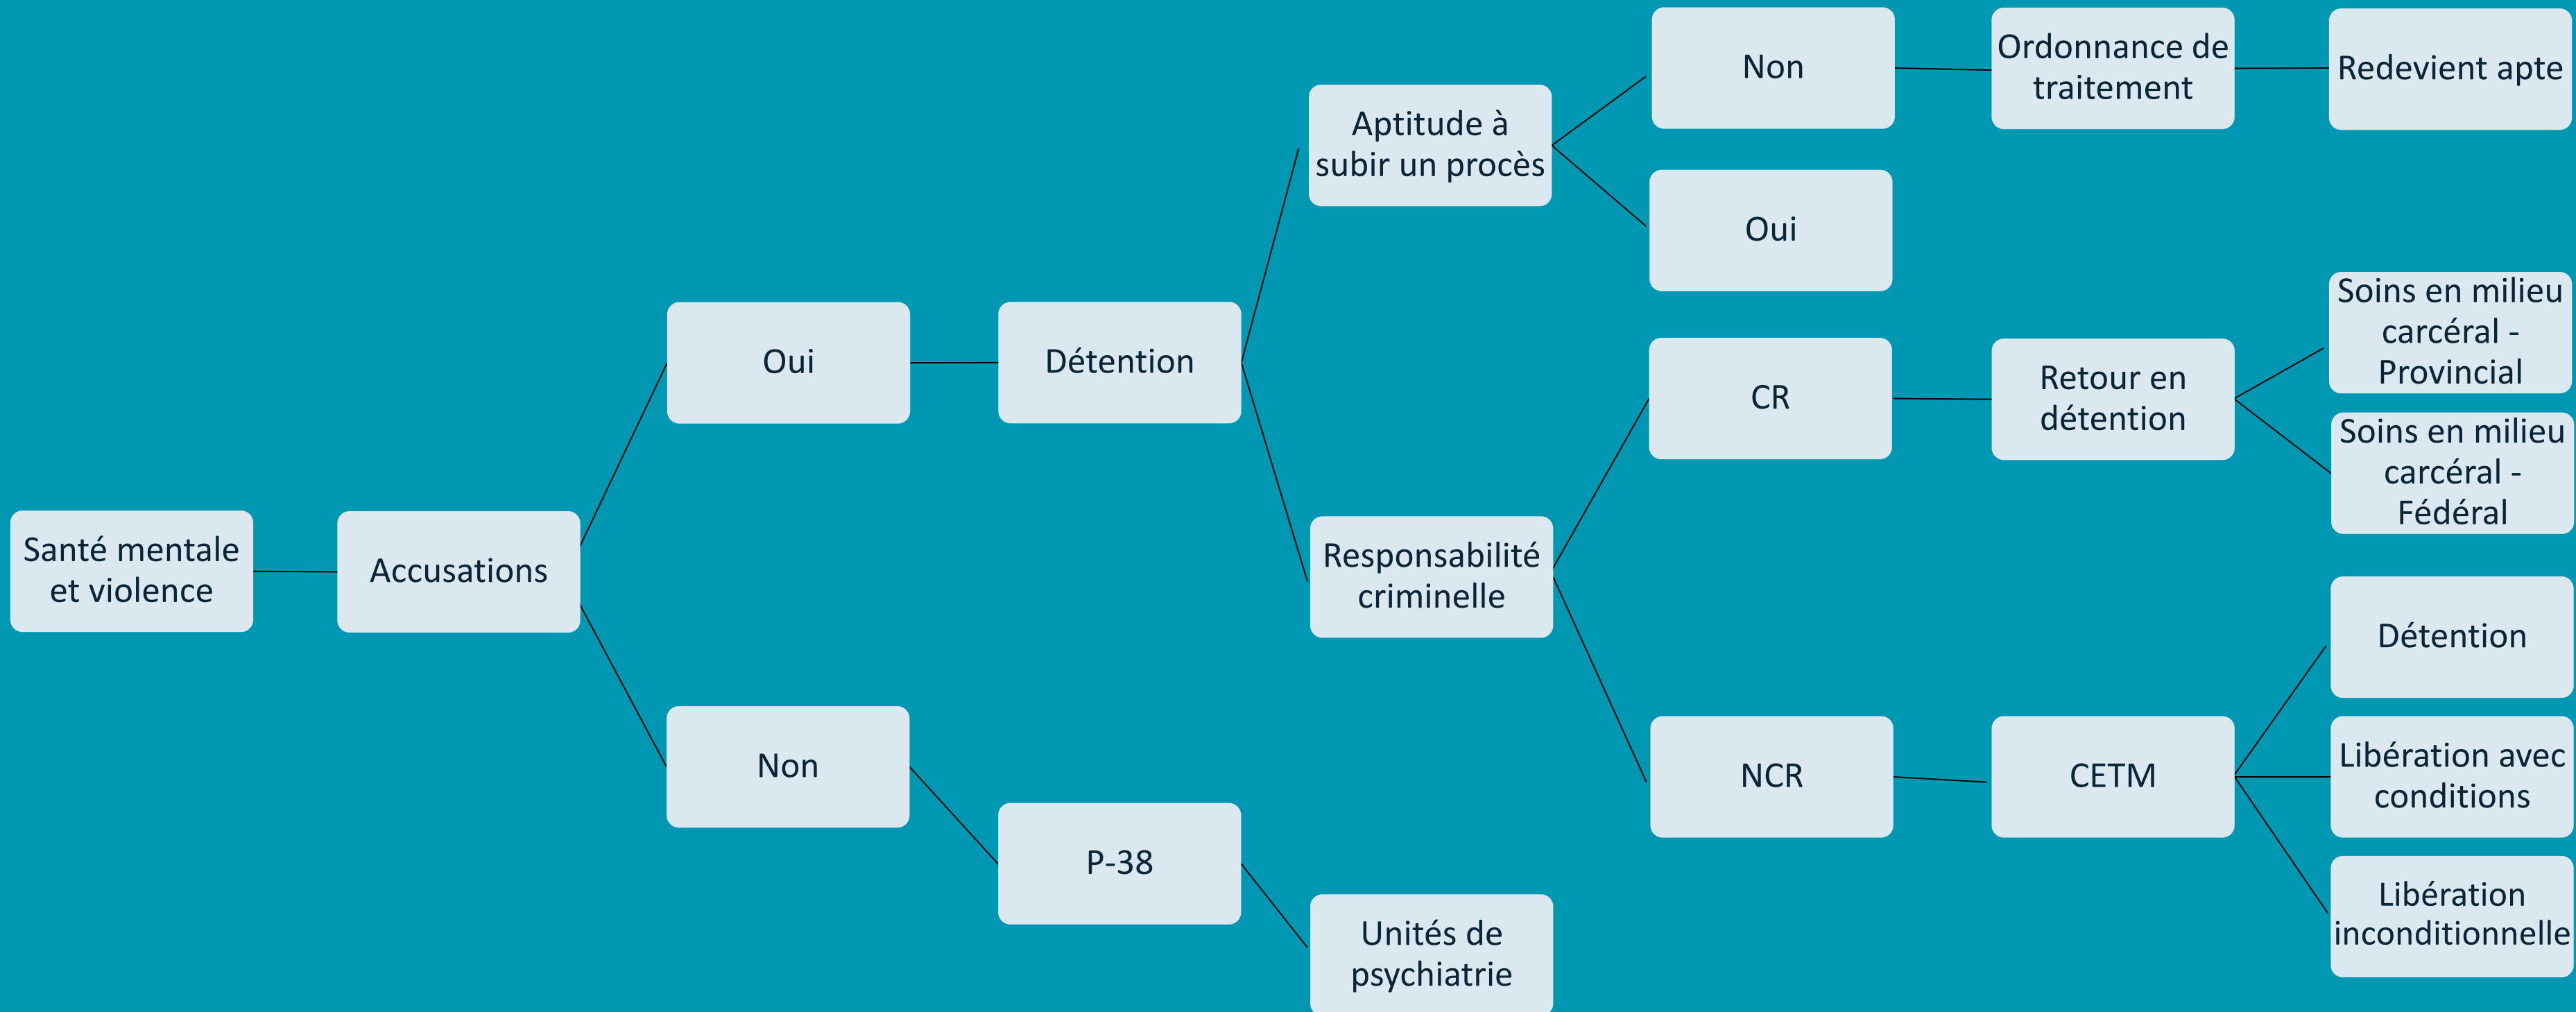 Santé mentale
et violence
Accusations
Oui
Détention
Aptitude à
subir un procès
Non
Ordonnance de
traitement
Redevient apte
Oui
Responsabilité
criminelle
CR
Retour en
détention
Soins en milieu
carcéral -
Provincial
Soins en milieu
carcéral -
Fédéral
NCR
CETM
Détention
Libération avec
conditions
Libération
inconditionnelle
Non
P-38
Unités de
psychiatrie